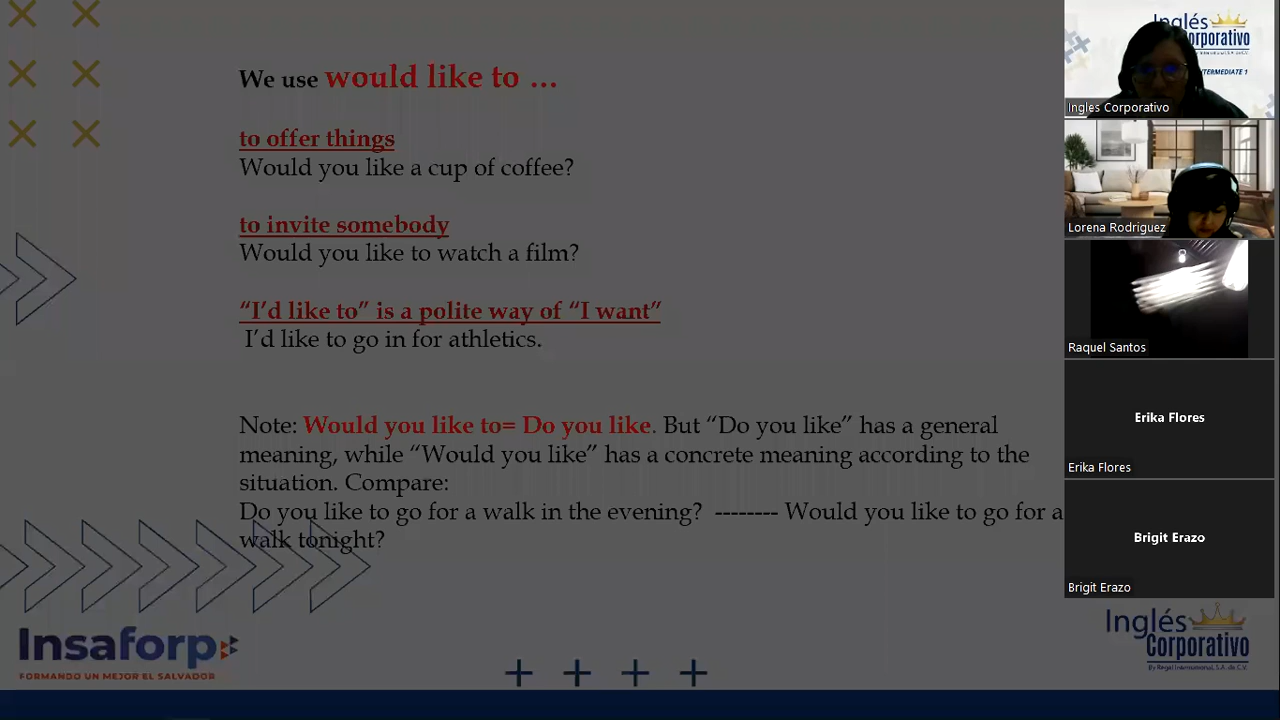 We use would like to …
to offer things
Would you like a cup of coffee?
to invite somebody
Would you like to watch a film?
“I’d like to” is a polite way of “I want”
I’d like to go in for athletics.
Note: Would you like to= Do you like. But “Do you like” has a general
meaning, while “Would you like” has a concrete meaning according to the
situation. Compare:
Do you like to go for a walk in the evening? -------- Would you like to go for a
walk tonight?
Insaforp
FORMANDO UN MEJOR EL SALVADOR
Inglés
Corporativo
By Regal International, S.A. de C.V.
Inglés
orporativo
TERMEDIATE 1
Ingles Corporativo
Lorena Rodriguez
Raquel Santos
Erika Flores
Erika Flores
Brigit Erazo
Brigit Erazo